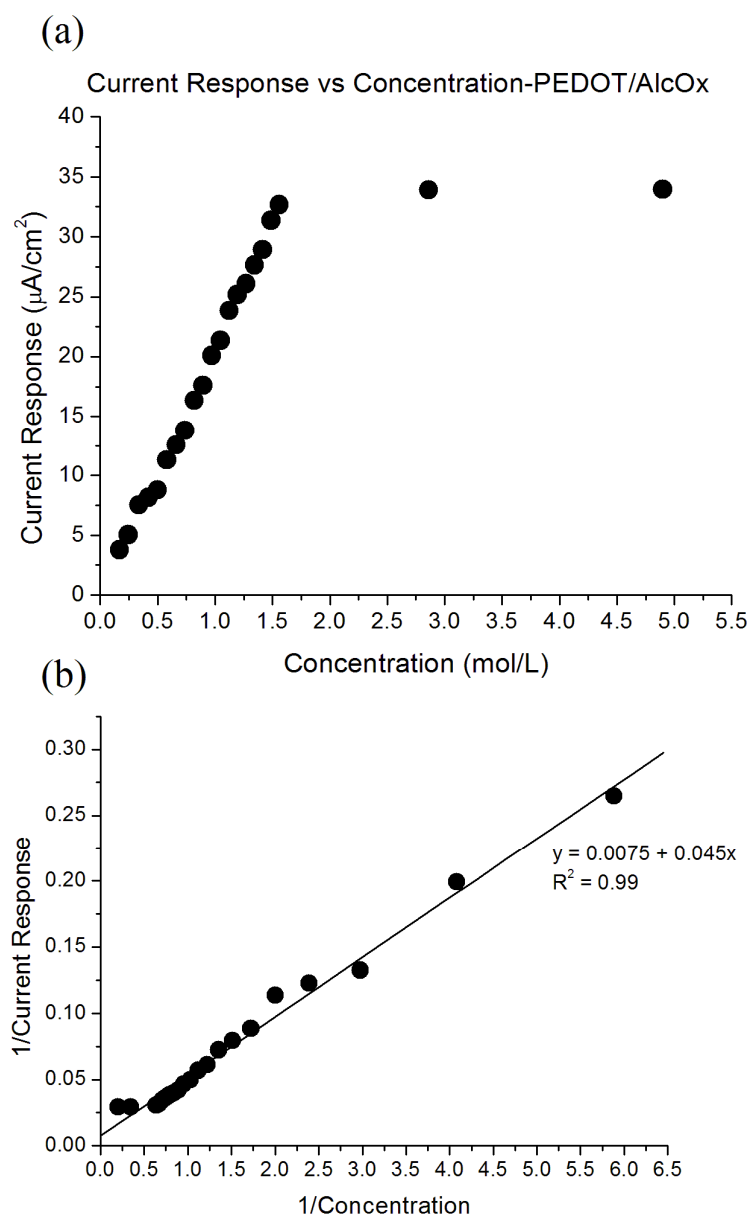 (a)
Current Response vs Concentration-PEDOT/AlcOx
40
35
30
25
20
15
10
5
0
Current Response (μA/cm²)
0.0 0.5 1.0 1.5 2.0 2.5 3.0 3.5 4.0 4.5 5.0 5.5
Concentration (mol/L)
(b)
0.30
0.25
0.20
0.15
0.10
0.05
0.00
1/Current Response
y = 0.0075 + 0.045x
R² = 0.99
0.0 0.5 1.0 1.5 2.0 2.5 3.0 3.5 4.0 4.5 5.0 5.5 6.0 6.5
1/Concentration